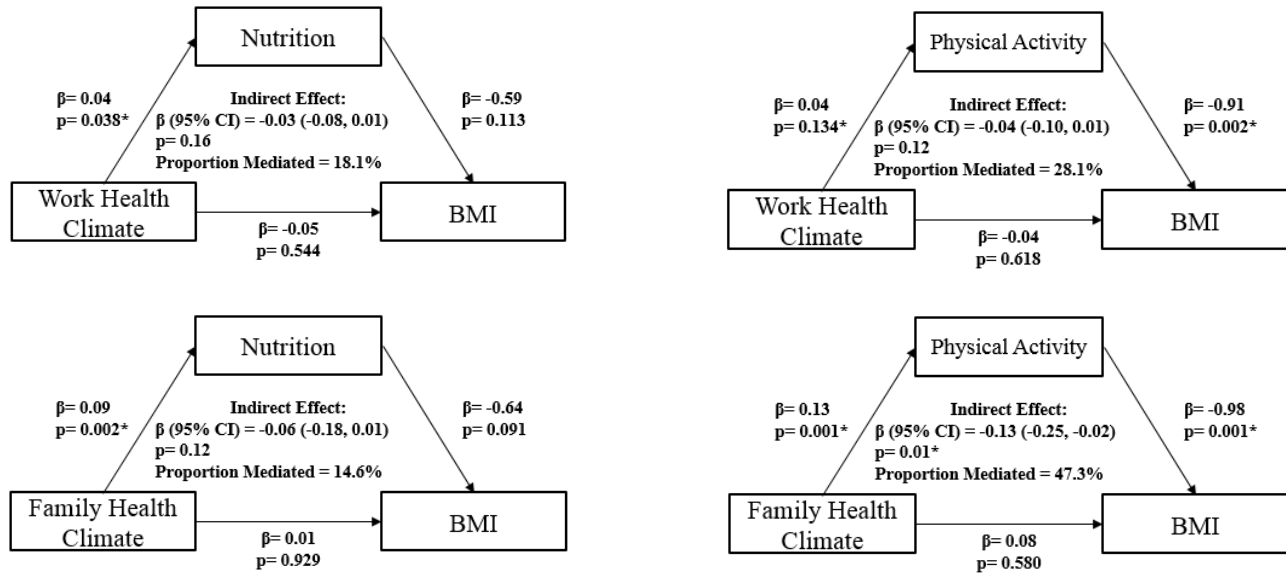 Nutrition
β= 0.04
p= 0.038*
Indirect Effect:
β (95% CI) = -0.03 (-0.08, 0.01)
p= 0.16
Proportion Mediated = 18.1%
β= -0.59
p= 0.113
Work Health
Climate
BMI
β= -0.05
p= 0.544
Physical Activity
β= 0.04
p= 0.134*
Indirect Effect:
β (95% CI) = -0.04 (-0.10, 0.01)
p= 0.12
Proportion Mediated = 28.1%
β= -0.91
p= 0.002*
Work Health
Climate
BMI
β= -0.04
p= 0.618
Nutrition
β= 0.09
p= 0.002*
Indirect Effect:
β (95% CI) = -0.06 (-0.18, 0.01)
p= 0.12
Proportion Mediated = 14.6%
β= -0.64
p= 0.091
Family Health
Climate
BMI
β= 0.01
p= 0.929
Physical Activity
β= 0.13
p= 0.001*
Indirect Effect:
β (95% CI) = -0.13 (-0.25, -0.02)
p= 0.01*
Proportion Mediated = 47.3%
β= -0.98
p= 0.001*
Family Health
Climate
BMI
β= 0.08
p= 0.580